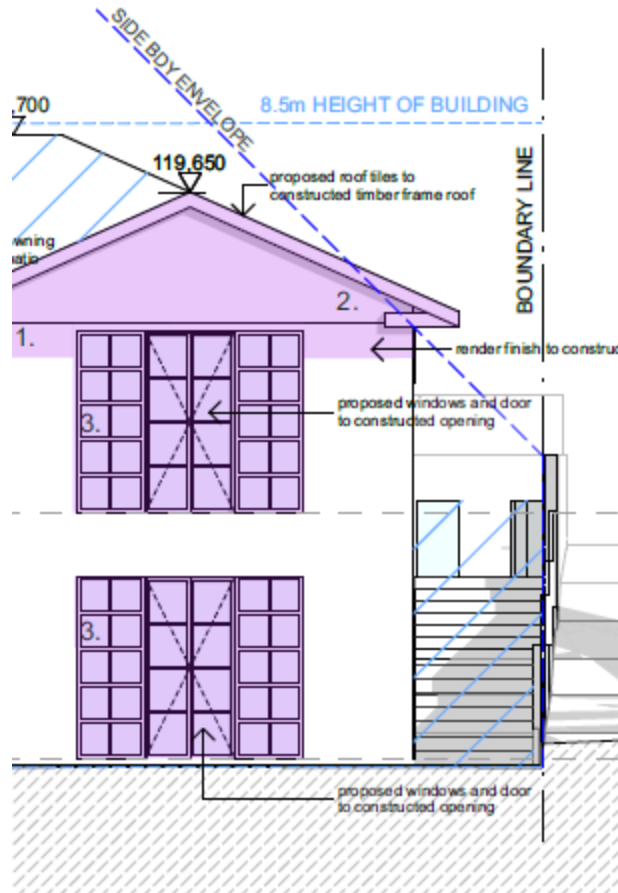 SIDE BDY ENVELOPE
,700
8.5m HEIGHT OF BUILDING
119,650
proposed roof tiles to
constructed timber frame roof
BOUNDARY LINE
wning
2.
1.
render finish to construc
proposed windows and door
to constructed opening
3.
3.
proposed windows and door
to constructed opening